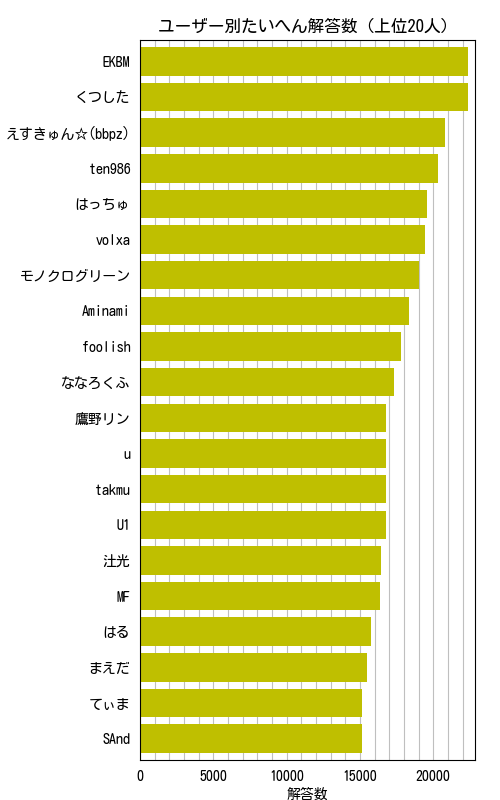 ユーザー別たいへん解答数 (上位20人)
EKBM
くつした
えすきゅん☆(bbpz)
ten986
はっちゅ
volxa
モノクログリーン
Aminami
foolish
ななろくふ
鷹野リン
u
takmu
U1
汢光
MF
はる
まえだ
てぃま
SAnd
0 5000 10000 15000 20000
解答数